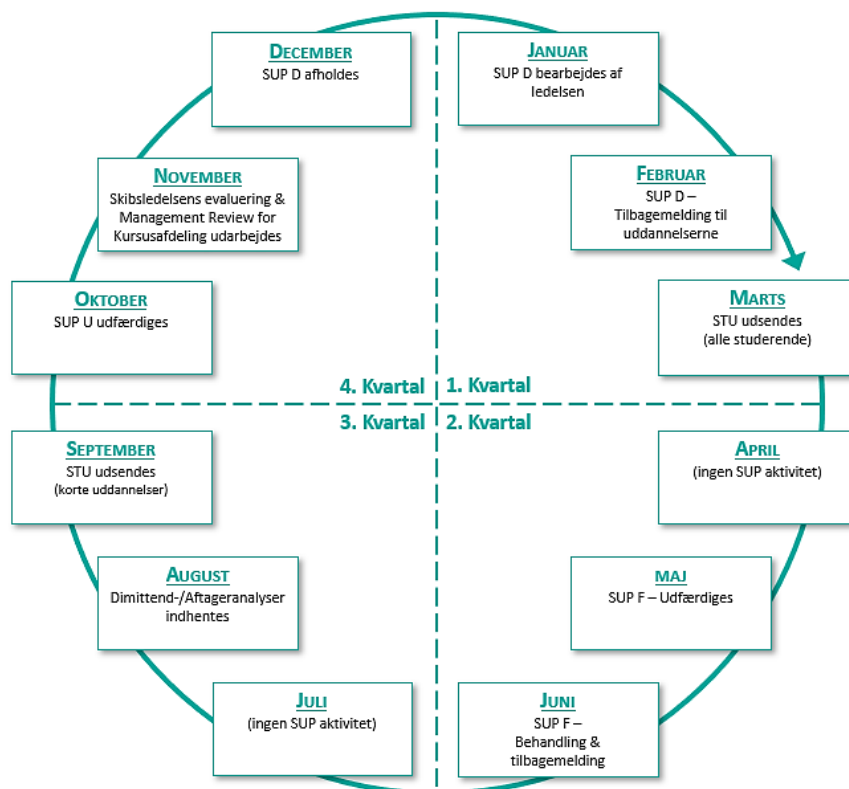 DECEMBER
SUP D afholdes
JANUAR
SUP D bearbejdes af
ledelsen
NOVEMBER
Skibsledelsens evaluering &
Management Review for
Kursusafdeling udarbejdes
FEBRUAR
SUP D –
Tilbagemelding til
uddannelserne
OKTOBER
SUP U udfærdiges
MARTS
STU udsendes
(alle studerende)
4. Kvartal
1. Kvartal
3. Kvartal
2. Kvartal
SEPTEMBER
STU udsendes
(korte uddannelser)
APRIL
(ingen SUP aktivitet)
AUGUST
Dimittend-/Aftageranalyser
indhentes
MAJ
SUP F – Udfærdiges
JULI
(ingen SUP aktivitet)
JUNI
SUP F –
Behandling &
tilbagemelding